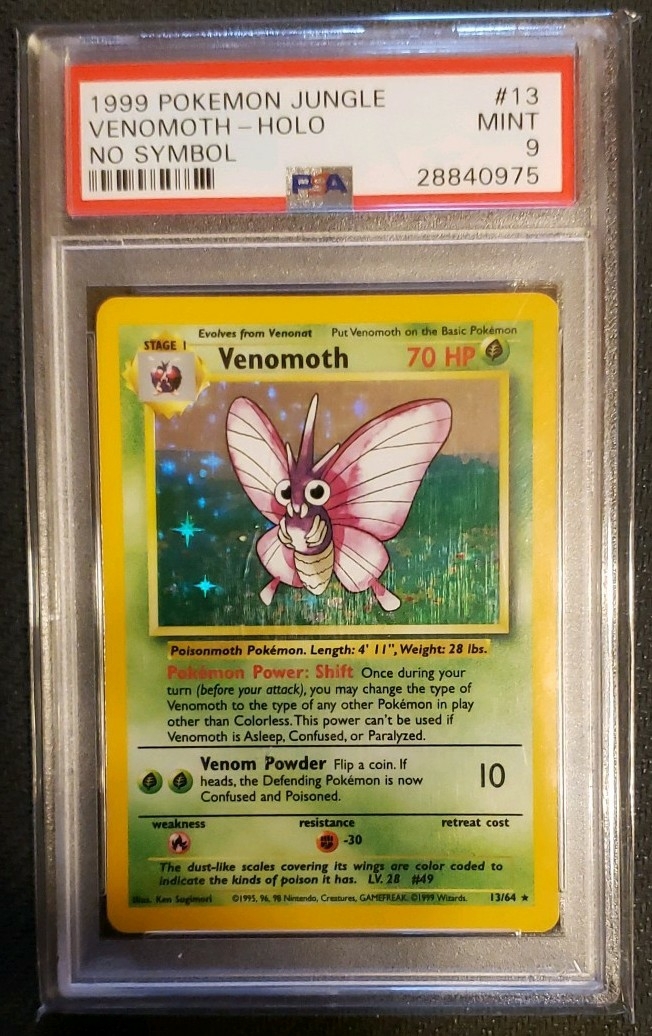 1999 POKEMON JUNGLE #13
VENOMOTH – HOLO MINT
NO SYMBOL 9
PSA 28840975
Evolves from Venonat Put Venomoth on the Basic Pokémon
STAGE 1
Venomoth 70 HP
Poisonmoth Pokémon. Length: 4' 11", Weight: 28 lbs.
Pokémon Power: Shift Once during your
turn (before your attack), you may change the type of
Venomoth to the type of any other Pokémon in play
other than Colorless. This power can't be used if
Venomoth is Asleep, Confused, or Paralyzed.
Venom Powder Flip a coin. If
heads, the Defending Pokémon is now
Confused and Poisoned.
10
weakness resistance retreat cost
-30
The dust-like scales covering its wings are color coded to
indicate the kinds of poison it has. LV. 28 #49
Illus. Ken Sugimori ©1995, 96, 98 Nintendo, Creatures, GAMEFREAK. ©1999 Wizards. 13/64 ★